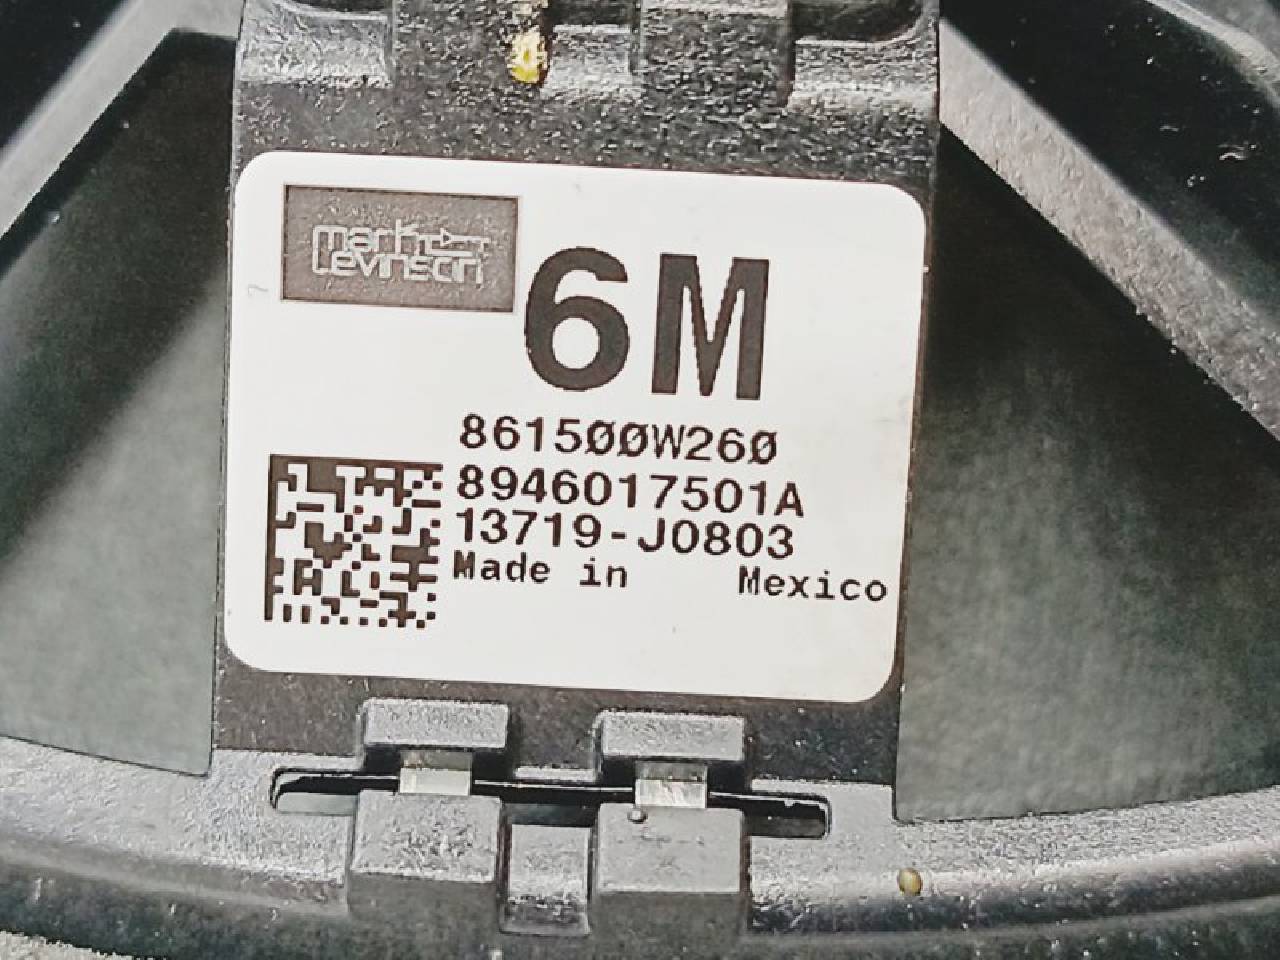 mark
Levinson
6M
861500W260
8946017501A
13719-J0803
Made in Mexico